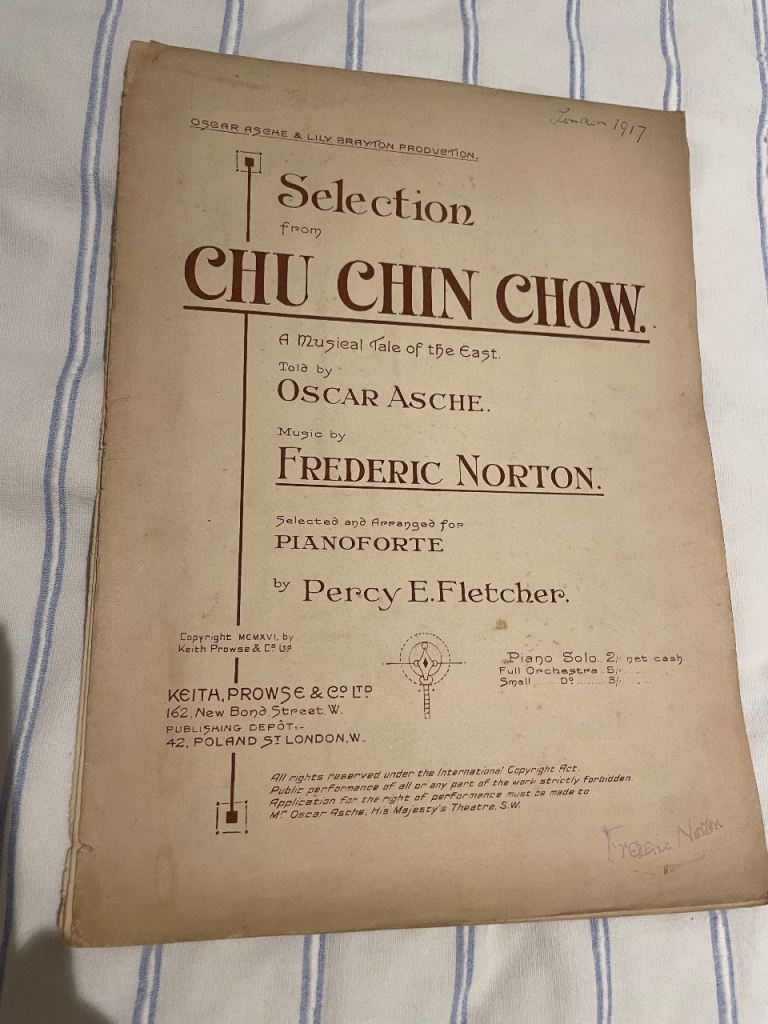 London 1917
OSCAR ASCHE & LILY BRAYTON PRODUCTION.
Selection
from
CHU CHIN CHOW.
A Musical Tale of the East.
Told by
OSCAR ASCHE.
Music by
FREDERIC NORTON.
Selected and Arranged for
PIANOFORTE
by Percy E. Fletcher.
Copyright MCMXVI. by
Keith Prowse & Co Ltd
Piano Solo.. 2/- net cash.
Full Orchestra.. 5/- .. ..
Small ...... Do ........ 3/- .. ..
KEITH, PROWSE & Co LTD
162, New Bond Street. W.
PUBLISHING DEPÔT:-
42, POLAND ST LONDON, W.
All rights reserved under the International Copyright Act.
Public performance of all or any part of the work strictly forbidden.
Application for the right of performance must be made to
Mr Oscar Asche, His Majesty's Theatre, S.W.
Frederic Norton